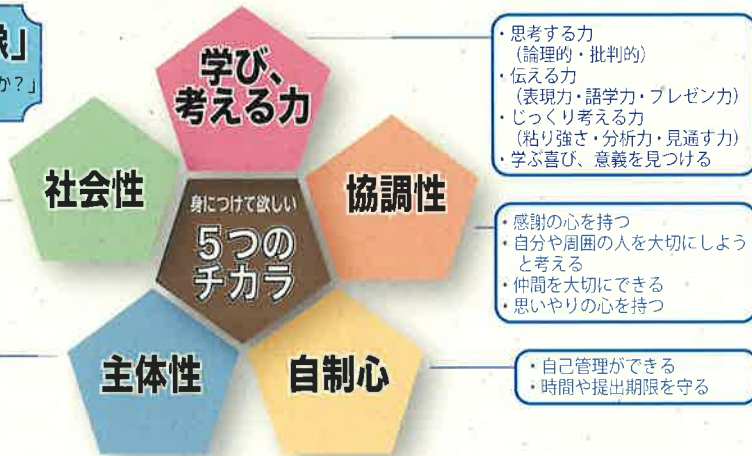 像」
か?」
学び、
考える力
社会性
協調性
身につけて欲しい
5つの
チカラ
主体性
自制心
・思考する力
(論理的・批判的)
・伝える力
(表現力・語学力・プレゼン力)
・じっくり考える力
(粘り強さ・分析力・見通す力)
・学ぶ喜び、意義を見つける
・感謝の心を持つ
・自分や周囲の人を大切にしよう
と考える
・仲間を大切にできる
・思いやりの心を持つ
・自己管理ができる
・時間や提出期限を守る